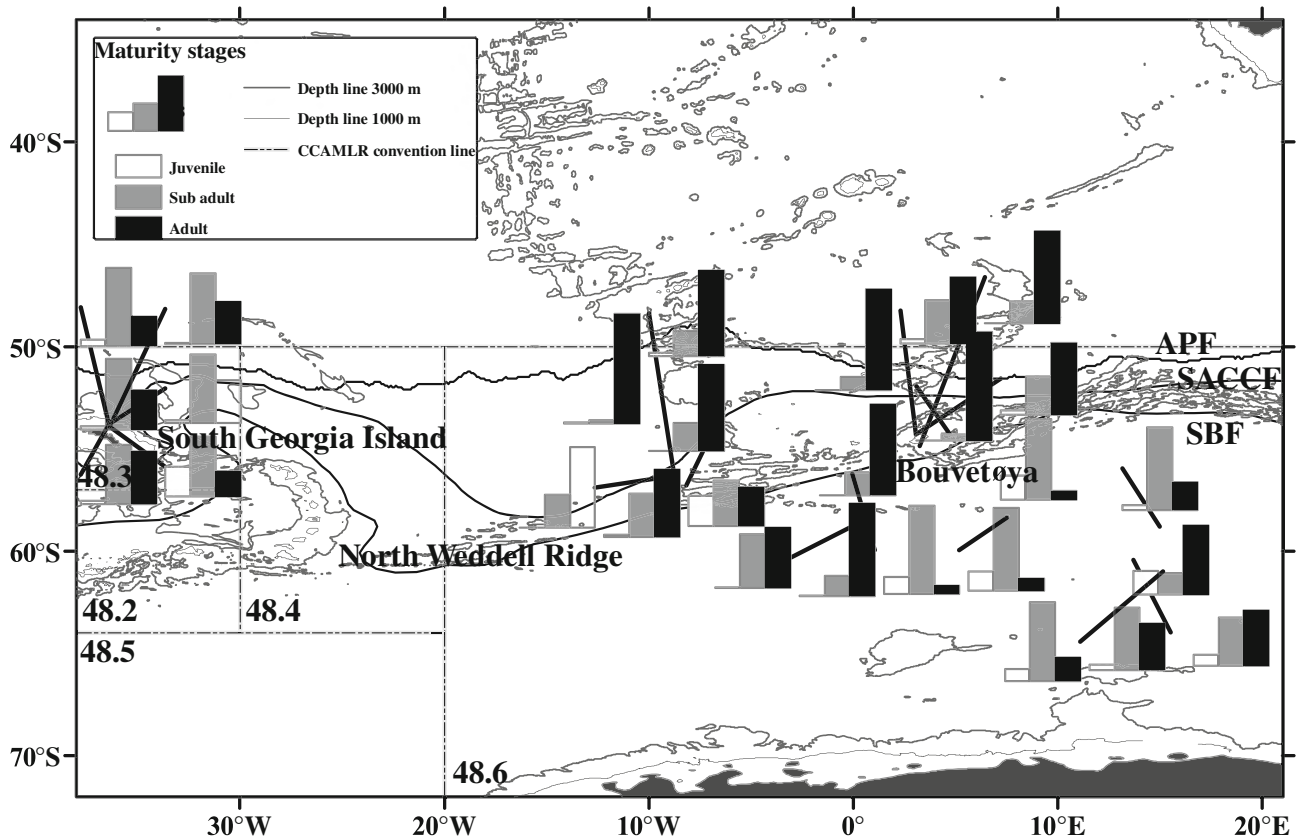 Maturity stages
Depth line 3000 m
Depth line 1000 m
CCAMLR convention line
Juvenile
Sub adult
Adult
40°S
50°S
60°S
70°S
APF
SACCF
SBF
South Georgia Island
48.3
Bouvetøya
North Weddell Ridge
48.2
48.4
48.5
48.6
30°W
20°W
10°W
0°
10°E
20°E